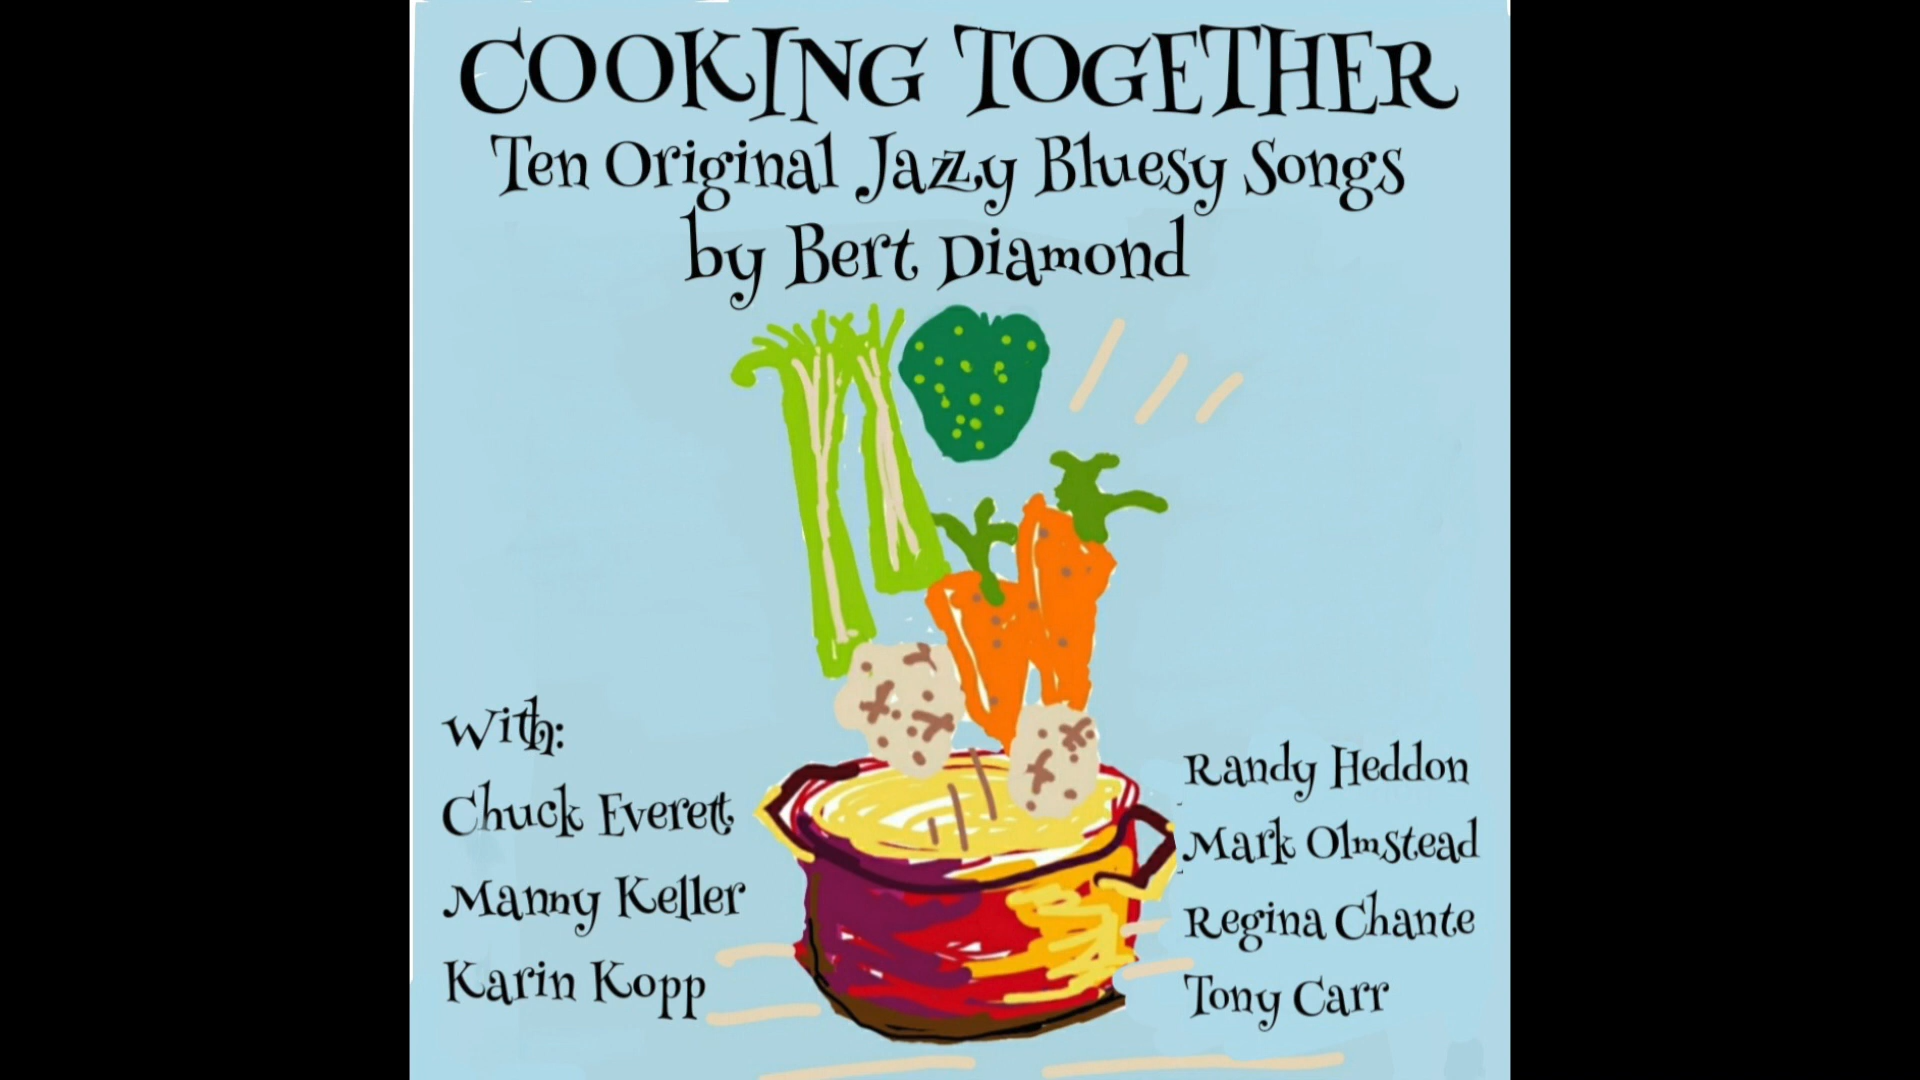 COOKING TOGETHER
Ten Original Jazzy Bluesy Songs
by Bert Diamond
With:
Chuck Everett
Manny Keller
Karin Kopp
Randy Heddon
Mark Olmstead
Regina Chante
Tony Carr